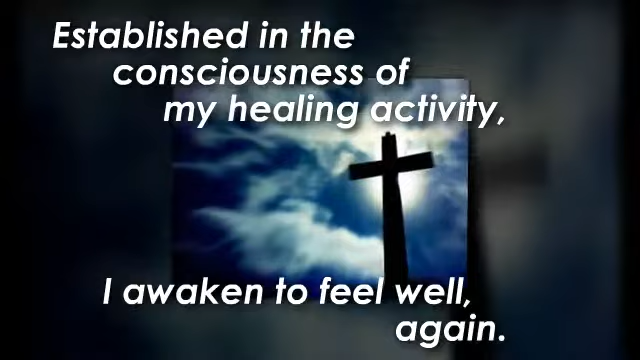 Established in the
consciousness of
my healing activity,
I awaken to feel well,
again.